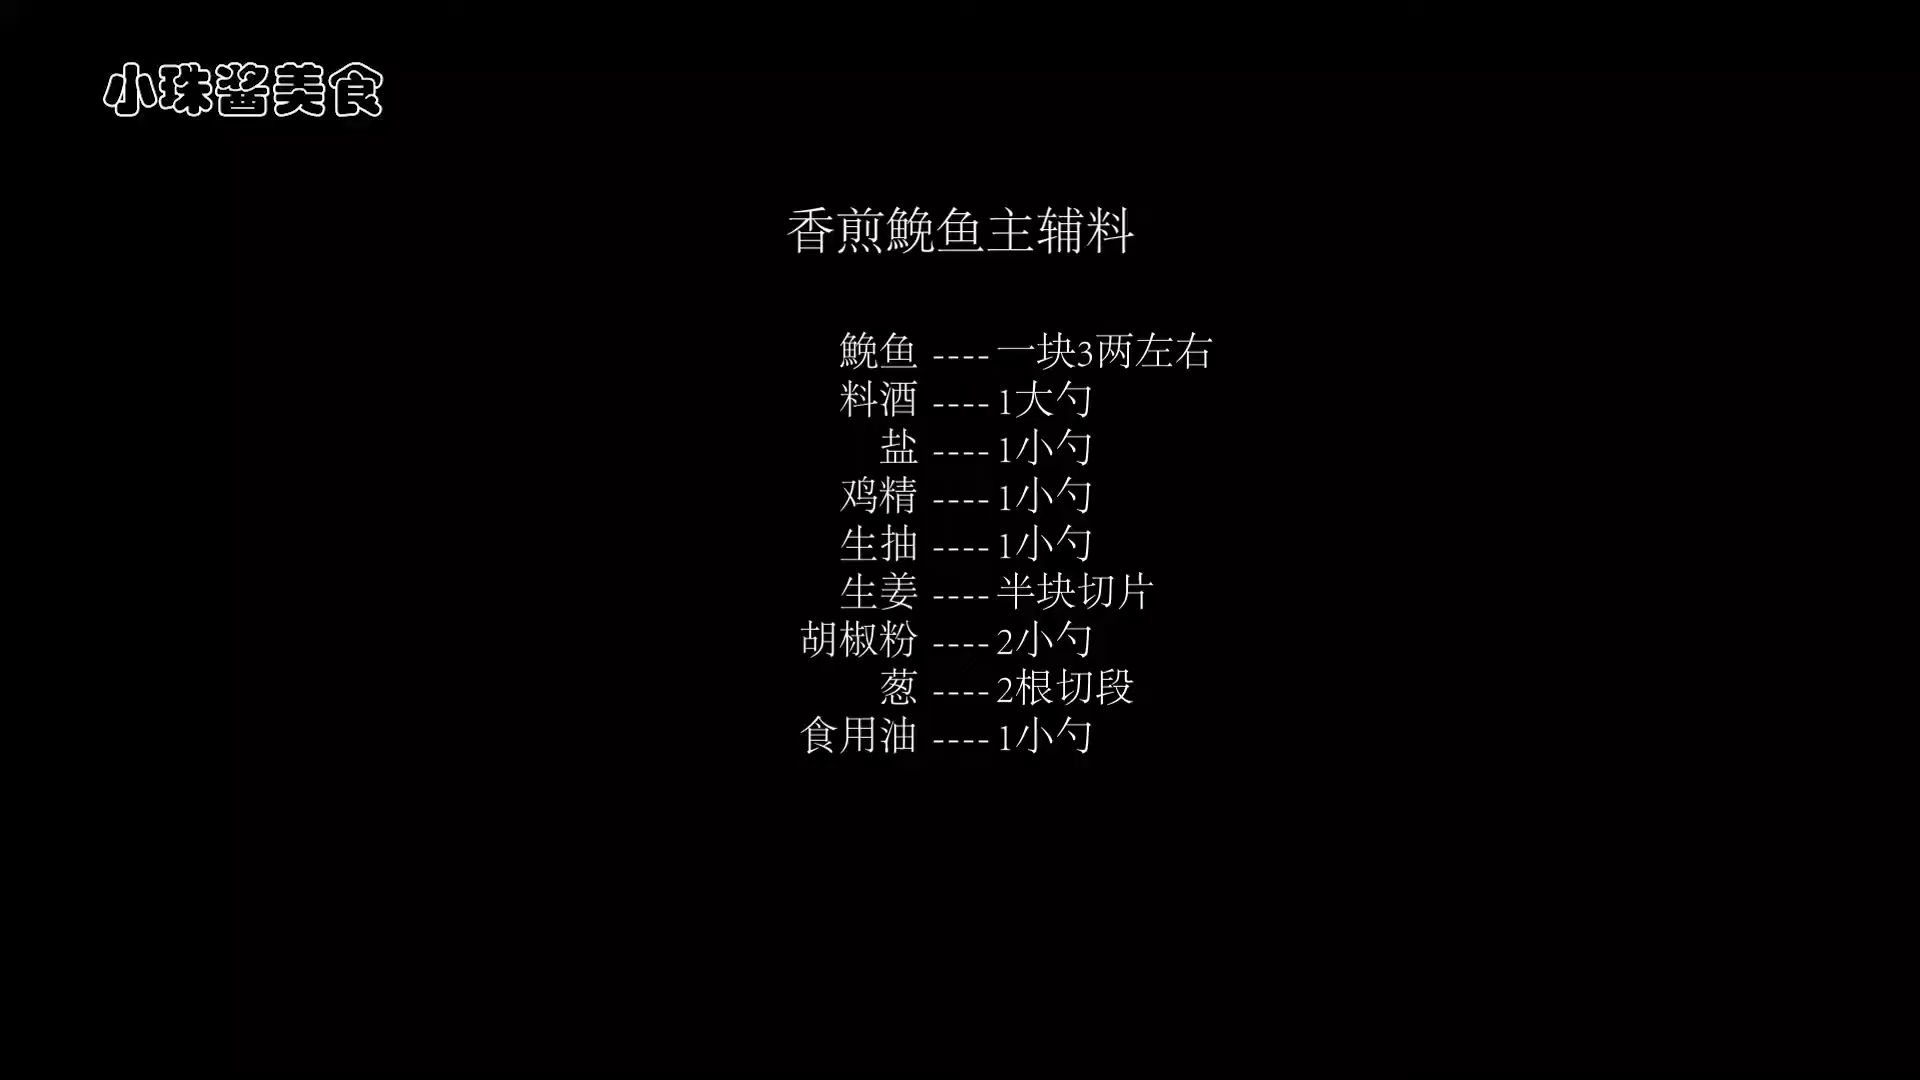 小珠酱美食
香煎鮸鱼主辅料
鮸鱼 ---- 一块3两左右
料酒 ---- 1大勺
盐 ---- 1小勺
鸡精 ---- 1小勺
生抽 ---- 1小勺
生姜 ---- 半块切片
胡椒粉 ---- 2小勺
葱 ---- 2根切段
食用油 ---- 1小勺